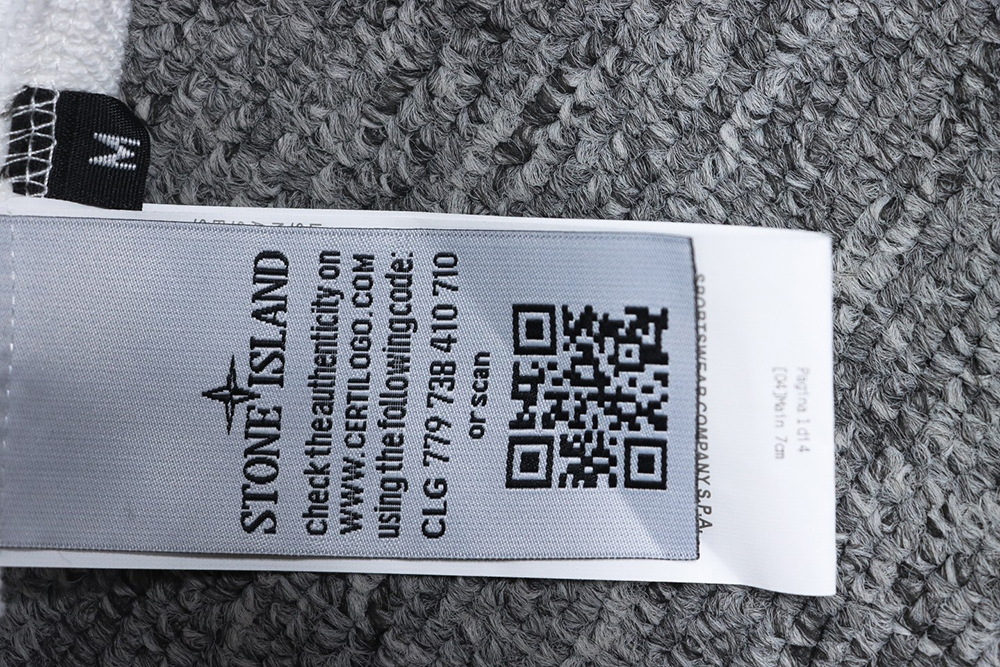 M
STONE ISLAND
check the authenticity on
WWW.CERTILOGO.COM
using the following code:
CLG 779 738 410 710
or scan
SPORTSWEAR COMPANY S.P.A.
Pagina 1 di 4
[04]Main 7cm